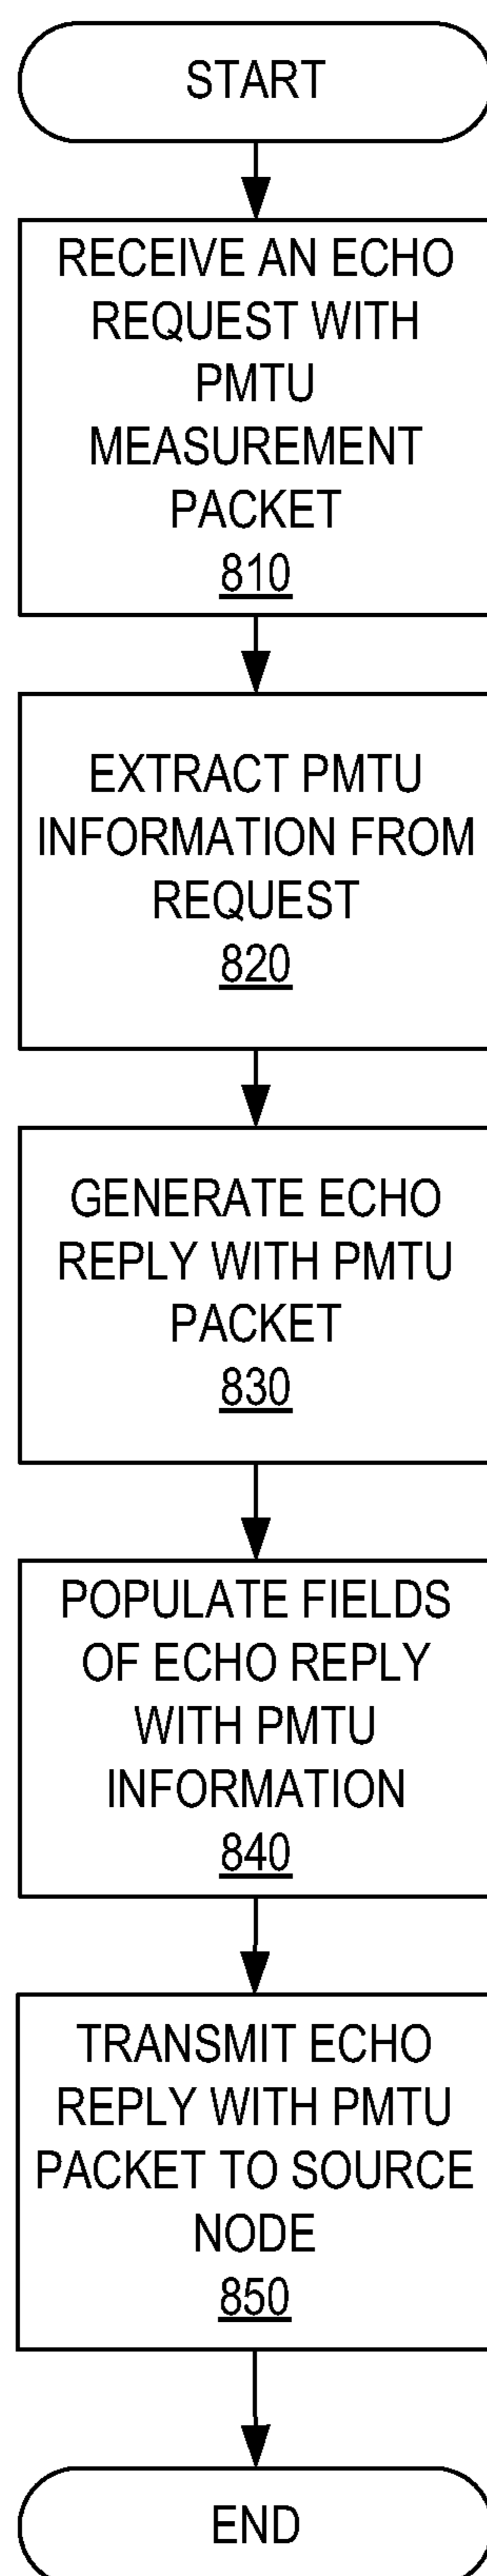 START
RECEIVE AN ECHO
REQUEST WITH
PMTU
MEASUREMENT
PACKET
810
EXTRACT PMTU
INFORMATION FROM
REQUEST
820
GENERATE ECHO
REPLY WITH PMTU
PACKET
830
POPULATE FIELDS
OF ECHO REPLY
WITH PMTU
INFORMATION
840
TRANSMIT ECHO
REPLY WITH PMTU
PACKET TO SOURCE
NODE
850
END